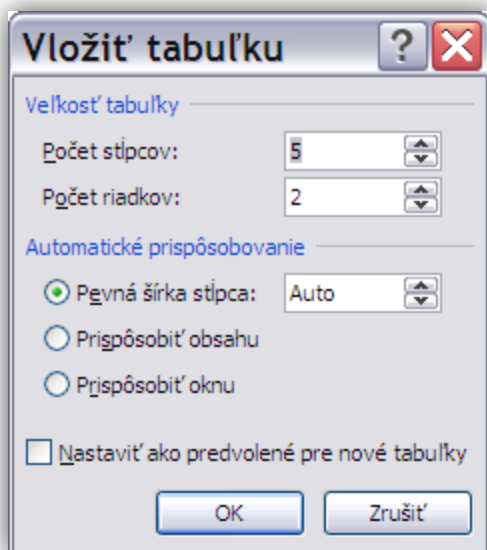 Vložiť tabuľku
Veľkosť tabuľky
Počet stĺpcov: 5
Počet riadkov: 2
Automatické prispôsobovanie
Pevná šírka stĺpca: Auto
Prispôsobiť obsahu
Prispôsobiť oknu
Nastaviť ako predvolené pre nové tabuľky
OK Zrušiť